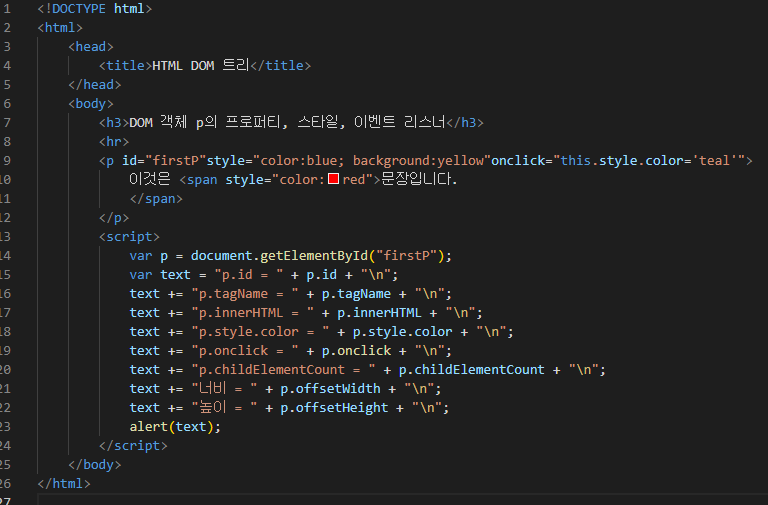 1 <!DOCTYPE html>
2 <html>
3     <head>
4         <title>HTML DOM 트리</title>
5     </head>
6     <body>
7         <h3>DOM 객체 p의 프로퍼티, 스타일, 이벤트 리스너</h3>
8         <hr>
9         <p id="firstP"style="color:blue; background:yellow"onclick="this.style.color='teal'">
10             이것은 <span style="color:red">문장입니다.
11             </span>
12         </p>
13         <script>
14             var p = document.getElementById("firstP");
15             var text = "p.id = " + p.id + "\n";
16             text += "p.tagName = " + p.tagName + "\n";
17             text += "p.innerHTML = " + p.innerHTML + "\n";
18             text += "p.style.color = " + p.style.color + "\n";
19             text += "p.onclick = " + p.onclick + "\n";
20             text += "p.childElementCount = " + p.childElementCount + "\n";
21             text += "너비 = " + p.offsetWidth + "\n";
22             text += "높이 = " + p.offsetHeight + "\n";
23             alert(text);
24         </script>
25     </body>
26 </html>
27